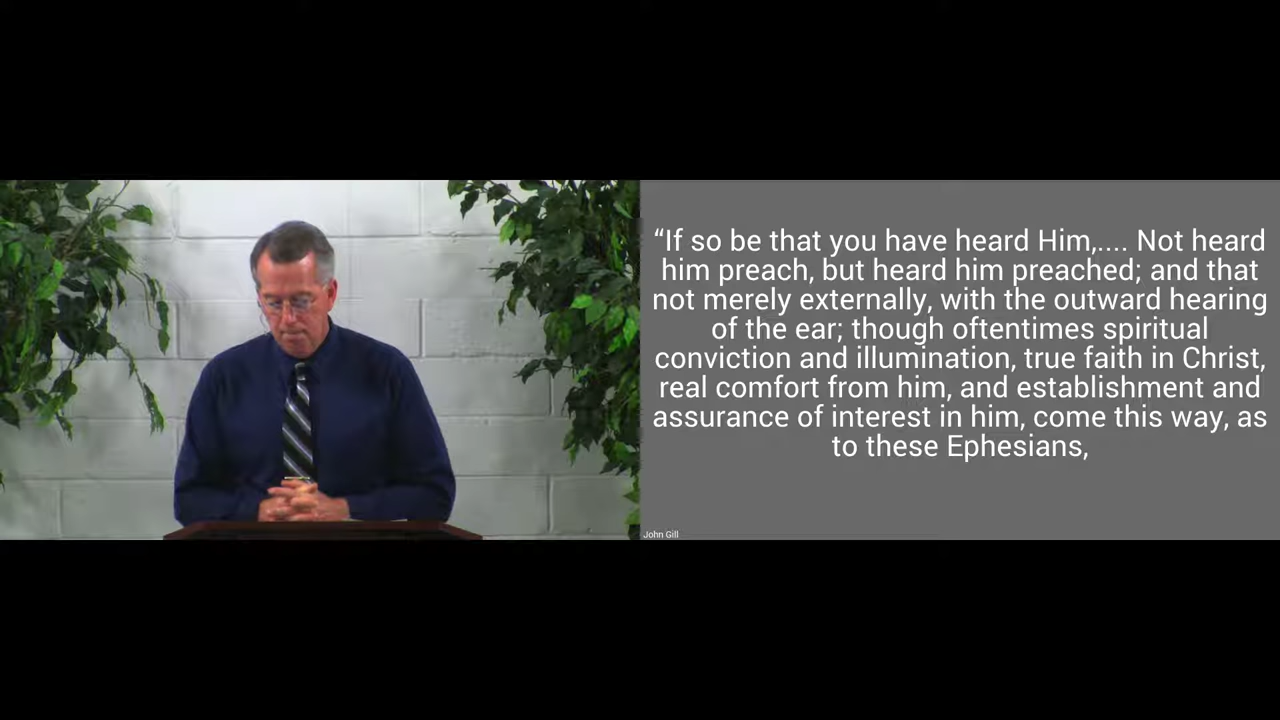 “If so be that you have heard Him,.... Not heard
him preach, but heard him preached; and that
not merely externally, with the outward hearing
of the ear; though oftentimes spiritual
conviction and illumination, true faith in Christ,
real comfort from him, and establishment and
assurance of interest in him, come this way, as
to these Ephesians,
John Gill